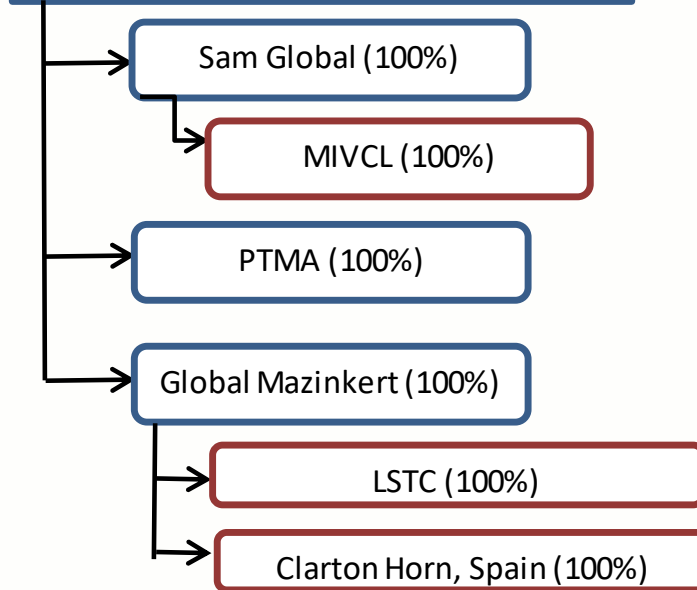 Sam Global (100%)
MIVCL (100%)
PTMA (100%)
Global Mazinkert (100%)
LSTC (100%)
Clarton Horn, Spain (100%)